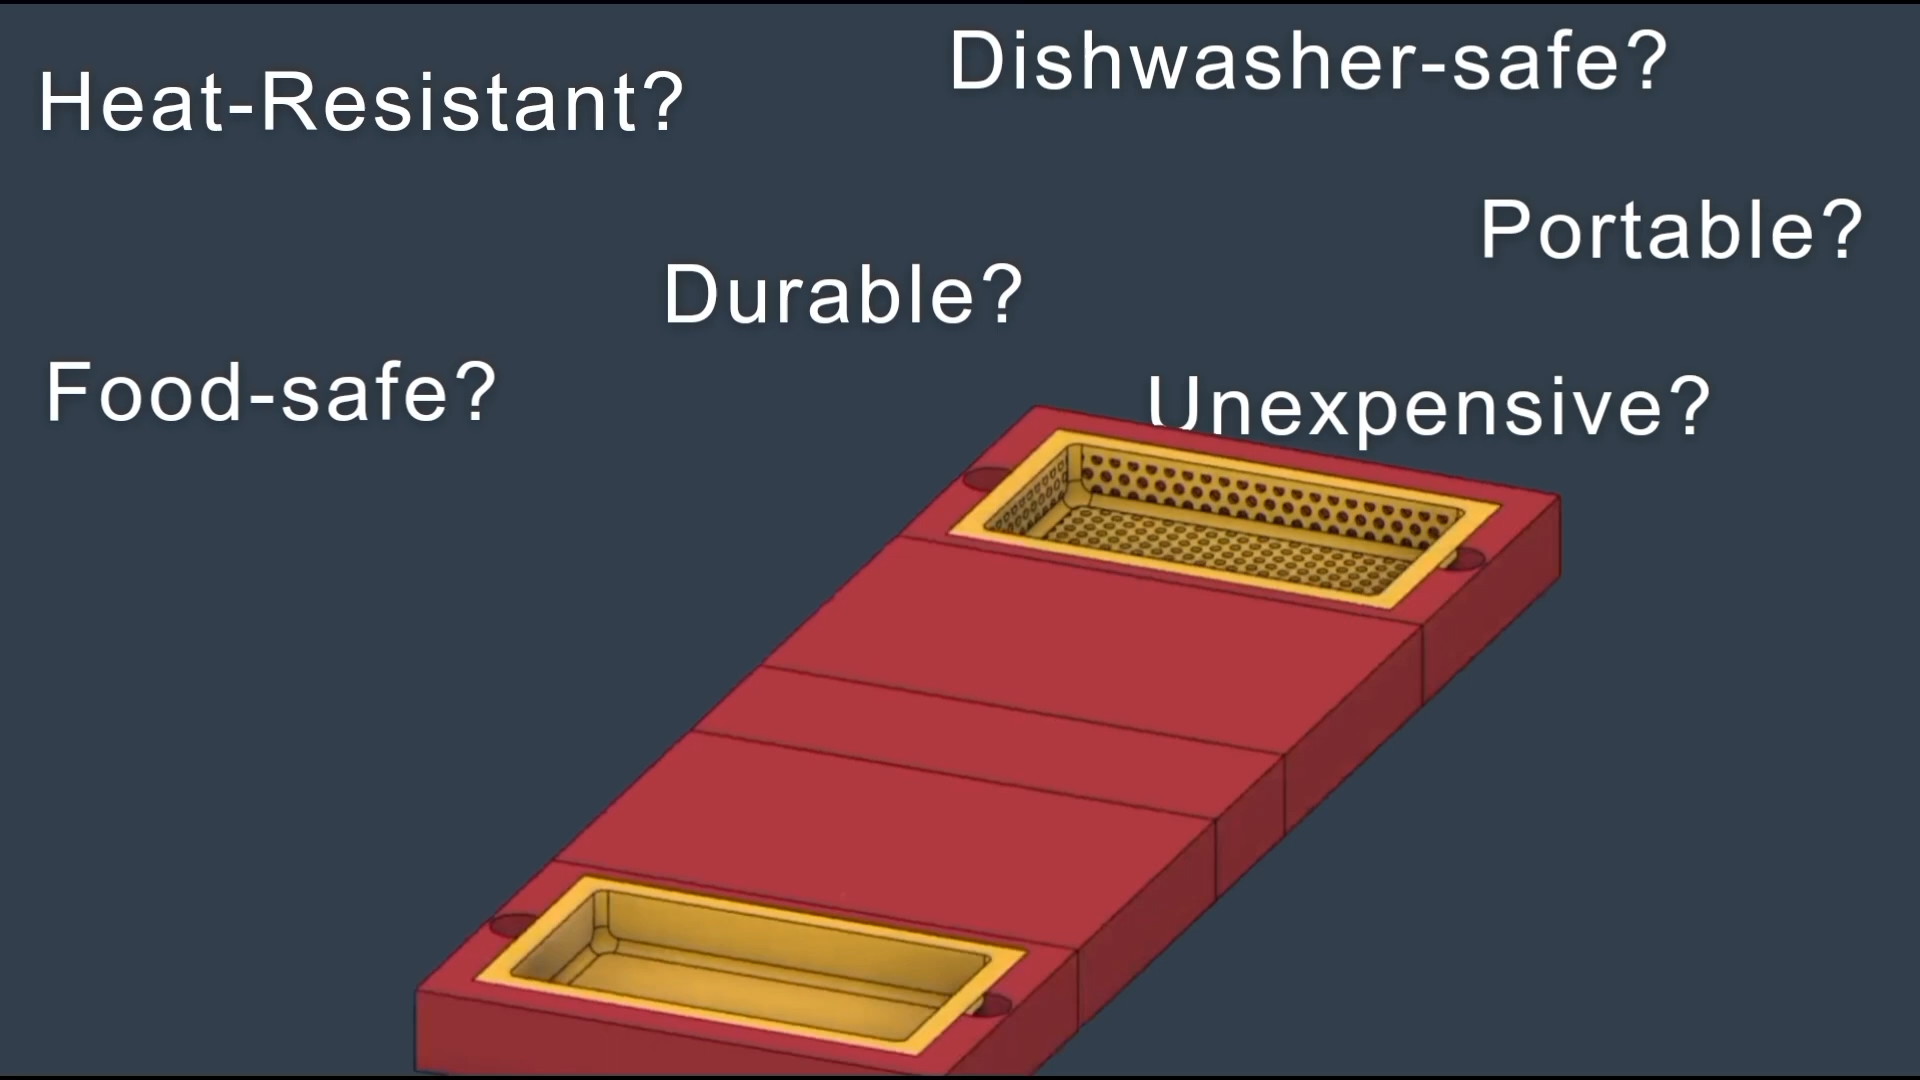 Heat-Resistant?
Dishwasher-safe?
Portable?
Durable?
Food-safe?
Unexpensive?